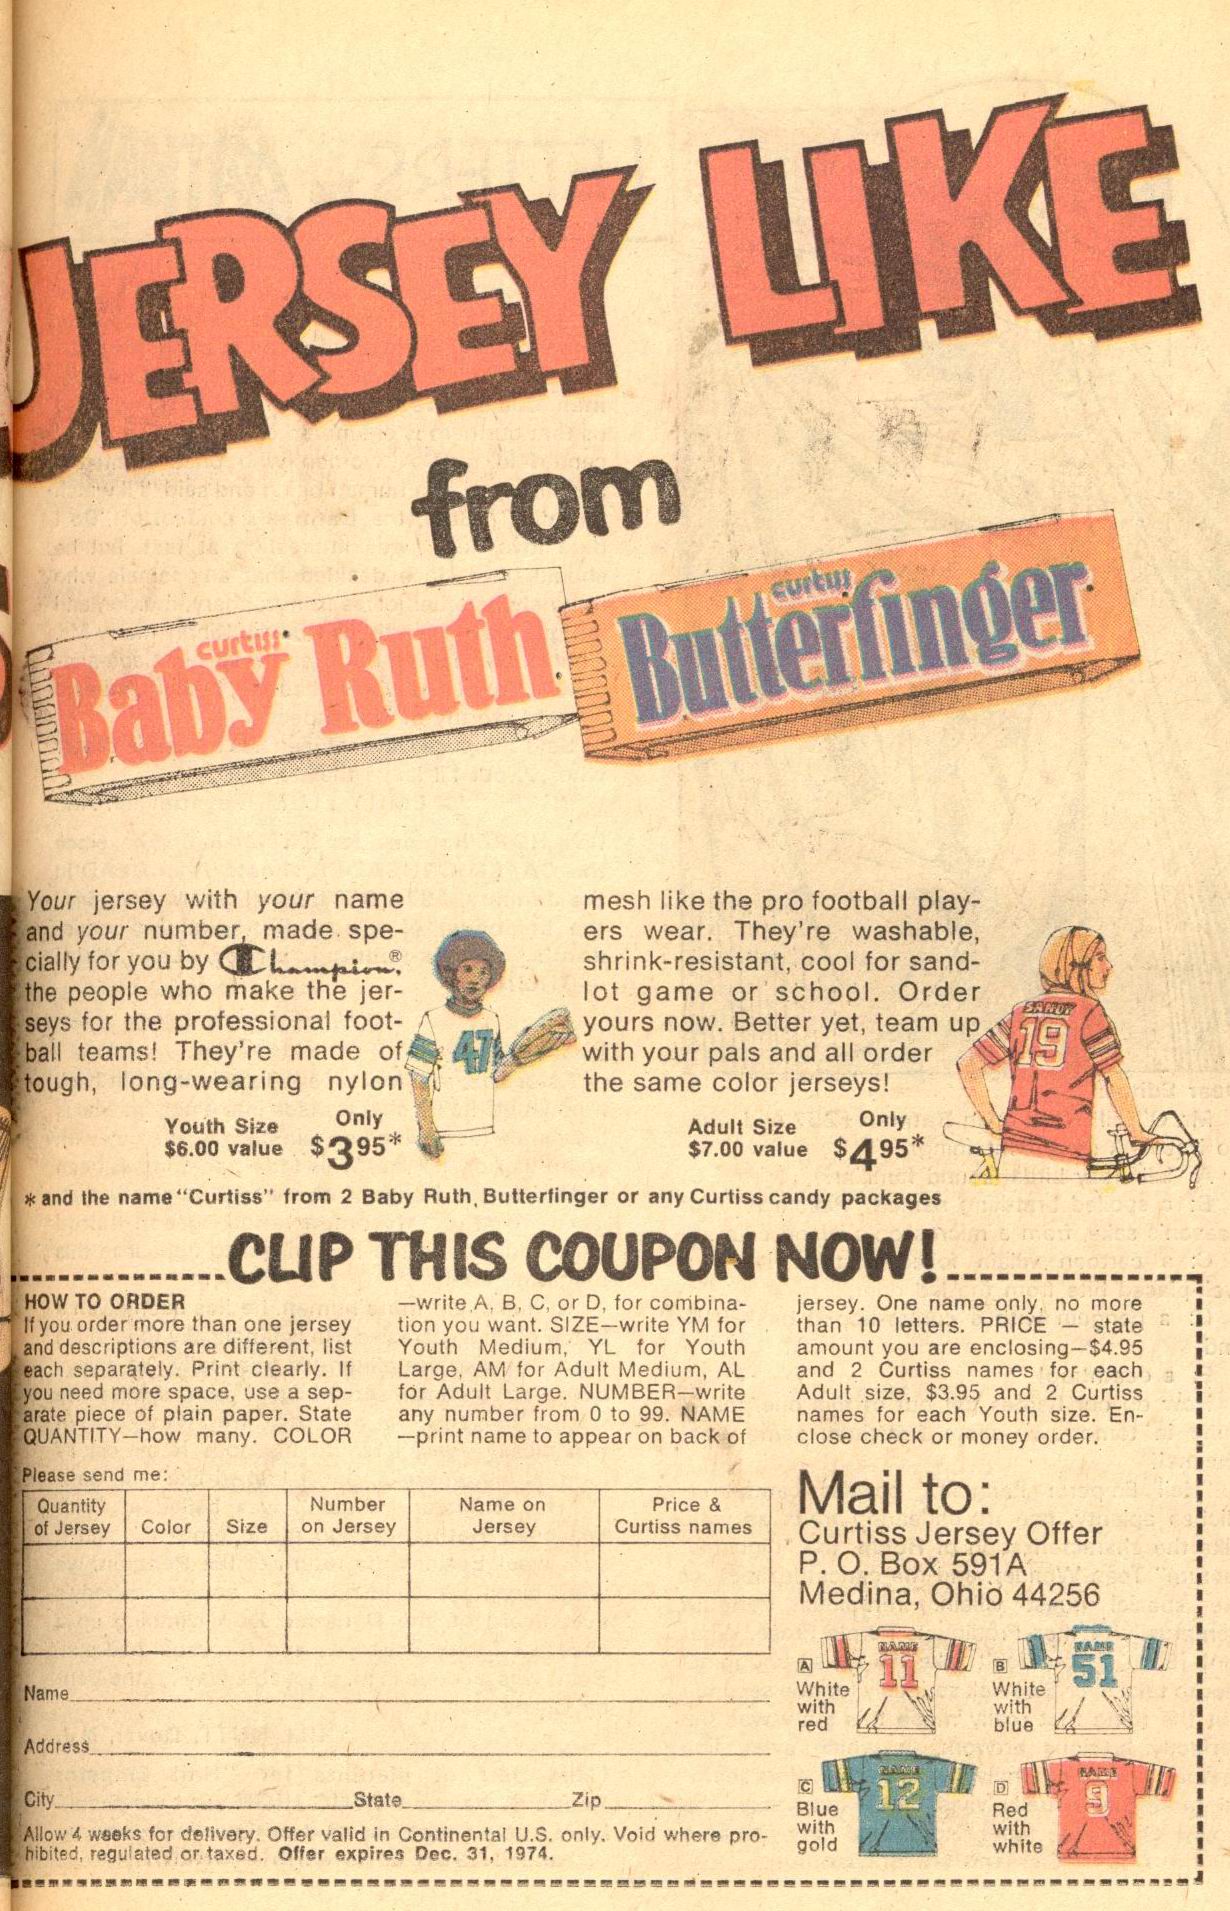 JERSEY LIKE
from
curtiss
Baby Ruth
curtiss
Butterfinger
Your jersey with your name
and your number, made spe-
cially for you by Champion®
the people who make the jer-
seys for the professional foot-
ball teams! They're made of
tough, long-wearing nylon
mesh like the pro football play-
ers wear. They're washable,
shrink-resistant, cool for sand-
lot game or school. Order
yours now. Better yet, team up
with your pals and all order
the same color jerseys!
47
SANDY
19
Youth Size Only
$6.00 value $3.95*
Adult Size Only
$7.00 value $4.95*
*and the name "Curtiss" from 2 Baby Ruth, Butterfinger or any Curtiss candy packages
CLIP THIS COUPON NOW!
HOW TO ORDER
If you order more than one jersey
and descriptions are different, list
each separately. Print clearly. If
you need more space, use a sep-
arate piece of plain paper. State
QUANTITY—how many. COLOR
—write A, B, C, or D, for combina-
tion you want. SIZE—write YM for
Youth Medium, YL for Youth
Large, AM for Adult Medium, AL
for Adult Large. NUMBER—write
any number from 0 to 99. NAME
—print name to appear on back of
jersey. One name only, no more
than 10 letters. PRICE — state
amount you are enclosing—$4.95
and 2 Curtiss names for each
Adult size, $3.95 and 2 Curtiss
names for each Youth size. En-
close check or money order.
Please send me:
Quantity of Jersey Color Size Number on Jersey Name on Jersey Price & Curtiss names
Name
Address
City State Zip
Allow 4 weeks for delivery. Offer valid in Continental U.S. only. Void where pro-
hibited, regulated or taxed. Offer expires Dec. 31, 1974.
Mail to:
Curtiss Jersey Offer
P. O. Box 591A
Medina, Ohio 44256
A
White
with
red
NAME
11
B
White
with
blue
NAME
51
C
Blue
with
gold
NAME
12
D
Red
with
white
NAME
9